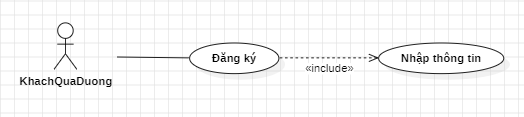 KhachQuaDuong
Đăng ký
«include»
Nhập thông tin